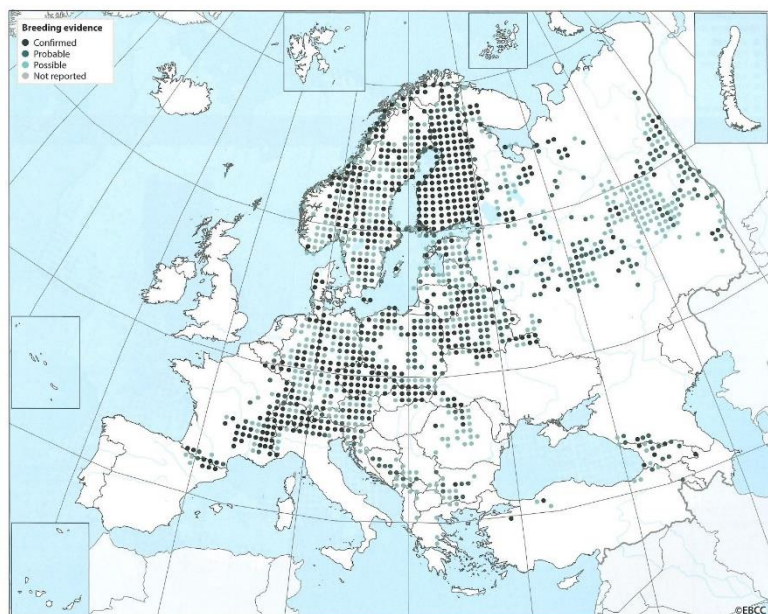 Breeding evidence
Confirmed
Probable
Possible
Not reported
©EBCC